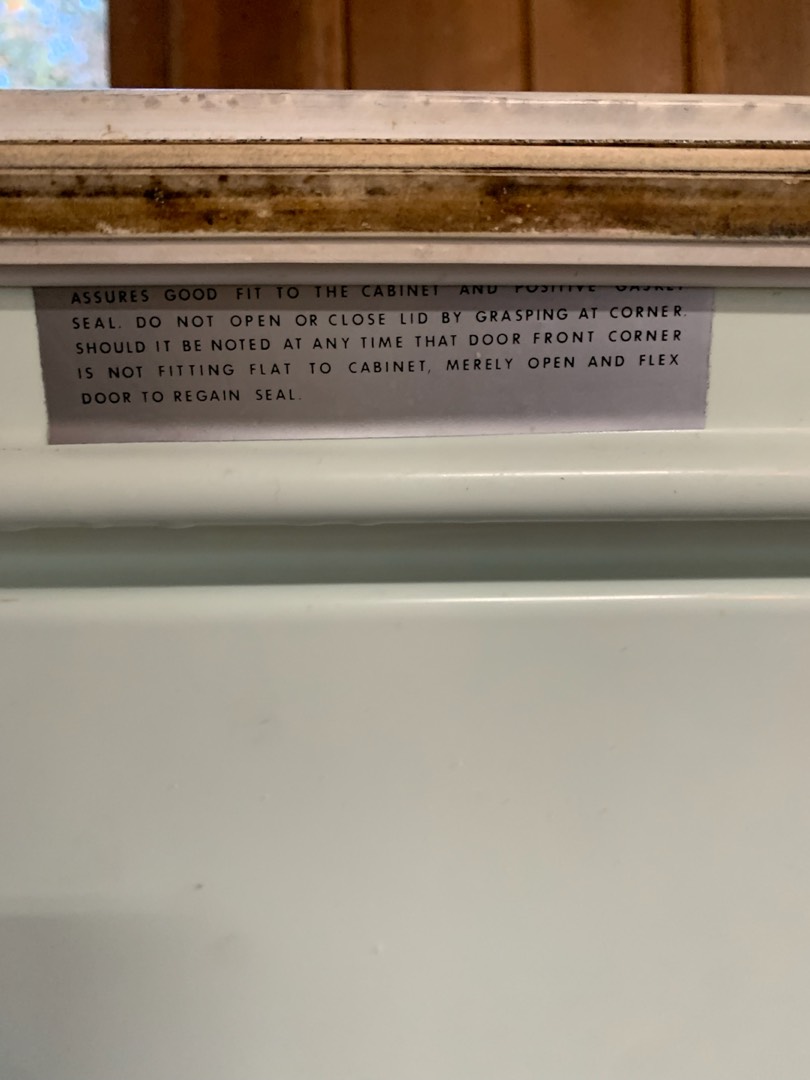 ASSURES GOOD FIT TO THE CABINET AND POSITIVE GASKET
SEAL. DO NOT OPEN OR CLOSE LID BY GRASPING AT CORNER.
SHOULD IT BE NOTED AT ANY TIME THAT DOOR FRONT CORNER
IS NOT FITTING FLAT TO CABINET, MERELY OPEN AND FLEX
DOOR TO REGAIN SEAL.